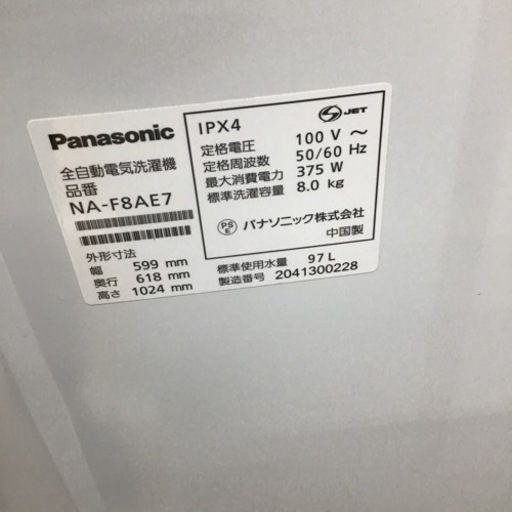 Panasonic
全自動電気洗濯機
品番
NA-F8AE7
外形寸法
幅 599 mm
奥行 618 mm
高さ 1024 mm
IPX4
JET
定格電圧 100 V ～
定格周波数 50/60 Hz
最大消費電力 375 W
標準洗濯容量 8.0 kg
PSE パナソニック株式会社
中国製
標準使用水量 97 L
製造番号 2041300228